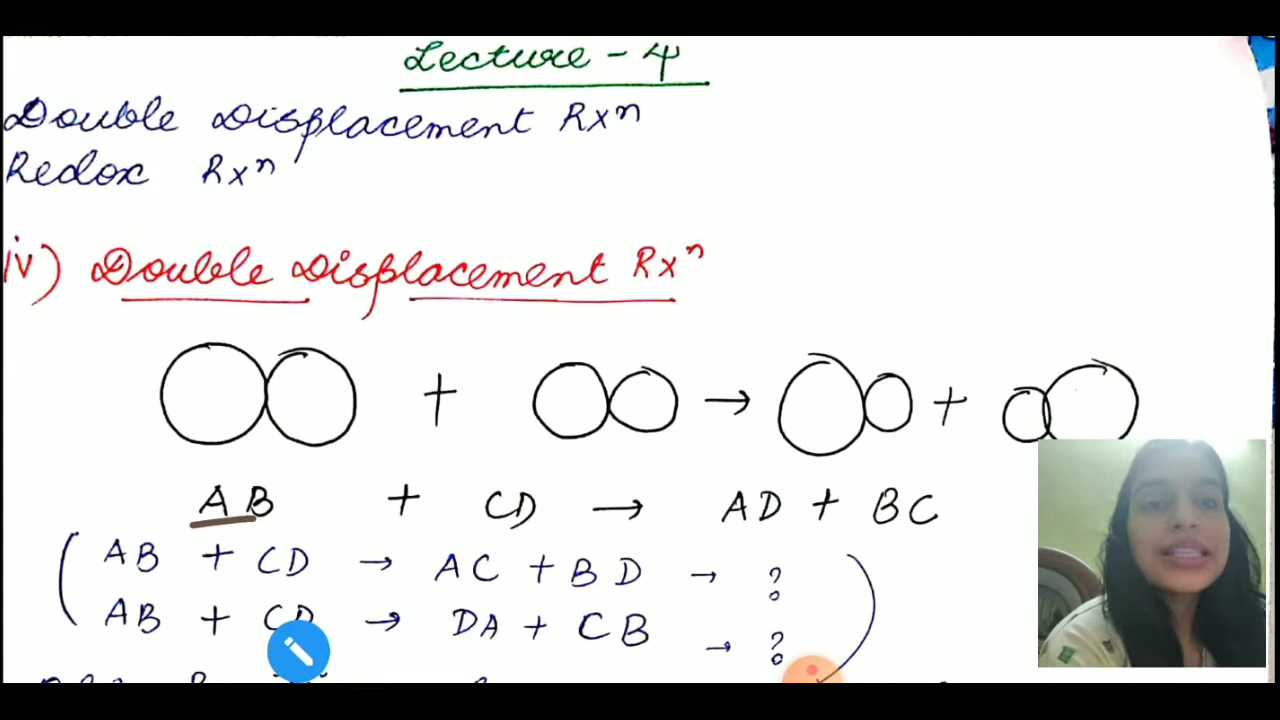 Lecture - 4
Double Displacement Rxⁿ
Redox Rxⁿ
iv) Double Displacement Rxⁿ
+ → +
AB + CD → AD + BC
( AB + CD → AC + BD → ?
AB + CD → DA + CB → ? )